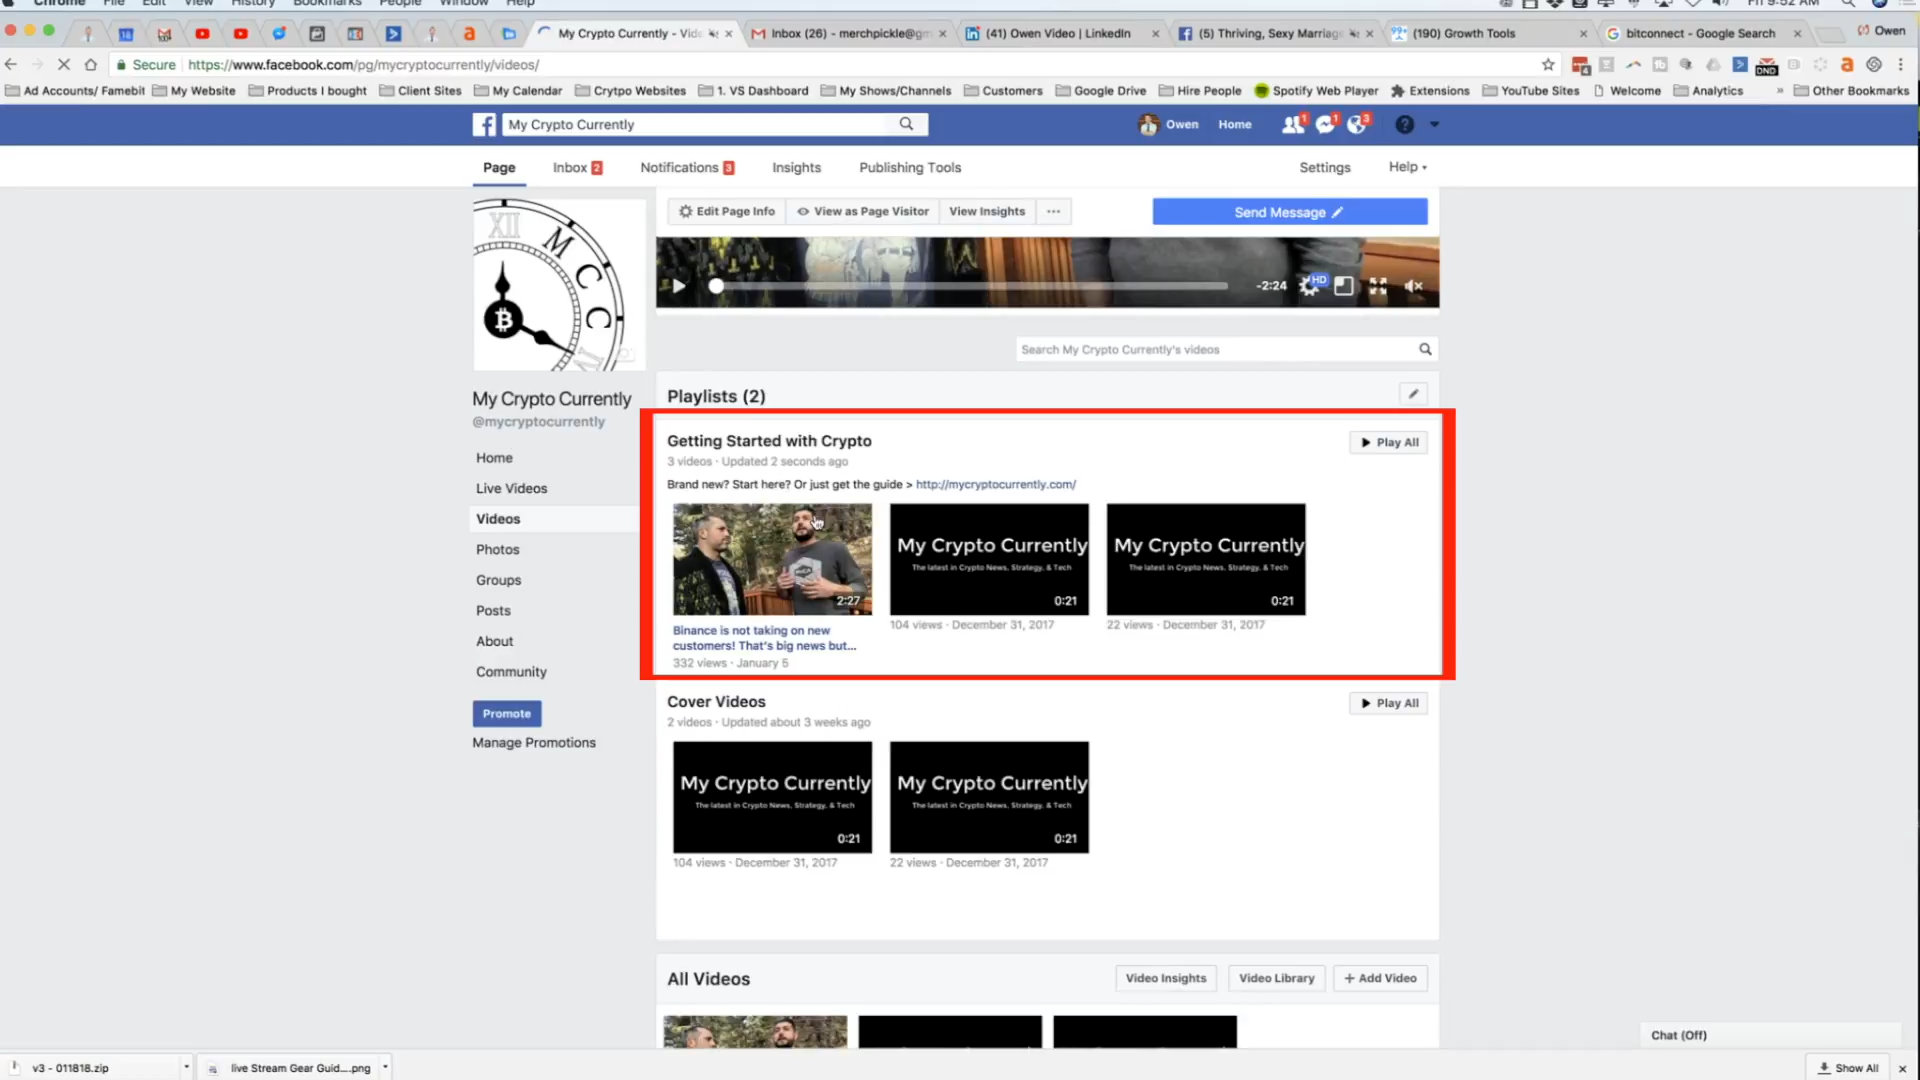 Chrome File Edit View History Bookmarks People Window Help Fri 9:52 AM
My Crypto Currently - Vide Inbox (26) - merchpickle@gm (41) Owen Video | LinkedIn (5) Thriving, Sexy Marriag (190) Growth Tools bitconnect - Google Search Owen
Secure https://www.facebook.com/pg/mycryptocurrently/videos/
Ad Accounts/ Famebit My Website Products I bought Client Sites My Calendar Crytpo Websites 1. VS Dashboard My Shows/Channels Customers Google Drive Hire People Spotify Web Player Extensions YouTube Sites Welcome Analytics » Other Bookmarks
My Crypto Currently Owen Home 1 1 3
Page Inbox 2 Notifications 3 Insights Publishing Tools Settings Help
Edit Page Info View as Page Visitor View Insights ... Send Message
XII M C C
-2:24 HD
Search My Crypto Currently's videos
My Crypto Currently
@mycryptocurrently
Home
Live Videos
Videos
Photos
Groups
Posts
About
Community
Promote
Manage Promotions
Playlists (2)
Getting Started with Crypto Play All
3 videos · Updated 2 seconds ago
Brand new? Start here? Or just get the guide > http://mycryptocurrently.com/
My Crypto Currently My Crypto Currently
The latest in Crypto News, Strategy, & Tech The latest in Crypto News, Strategy, & Tech
2:27 0:21 0:21
Binance is not taking on new
customers! That's big news but...
332 views · January 5
104 views · December 31, 2017 22 views · December 31, 2017
Cover Videos Play All
2 videos · Updated about 3 weeks ago
My Crypto Currently My Crypto Currently
The latest in Crypto News, Strategy, & Tech The latest in Crypto News, Strategy, & Tech
0:21 0:21
104 views · December 31, 2017 22 views · December 31, 2017
All Videos Video Insights Video Library + Add Video
Chat (Off)
v3 - 011818.zip live Stream Gear Guid....png Show All